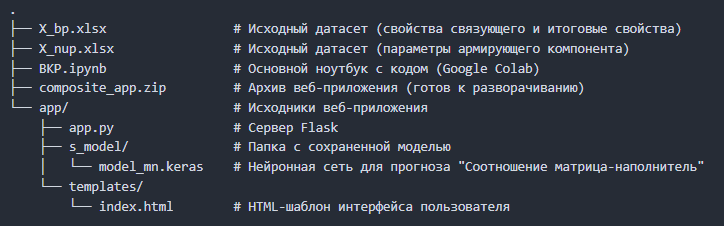 .
├── X_bp.xlsx # Исходный датасет (свойства связующего и итоговые свойства)
├── X_nup.xlsx # Исходный датасет (параметры армирующего компонента)
├── ВКР.ipynb # Основной ноутбук с кодом (Google Colab)
├── composite_app.zip # Архив веб-приложения (готов к разворачиванию)
└── app/ # Исходники веб-приложения
    ├── app.py # Сервер Flask
    ├── s_model/ # Папка с сохраненной моделью
    │   └── model_mn.keras # Нейронная сеть для прогноза "Соотношение матрица-наполнитель"
    └── templates/
        └── index.html # HTML-шаблон интерфейса пользователя